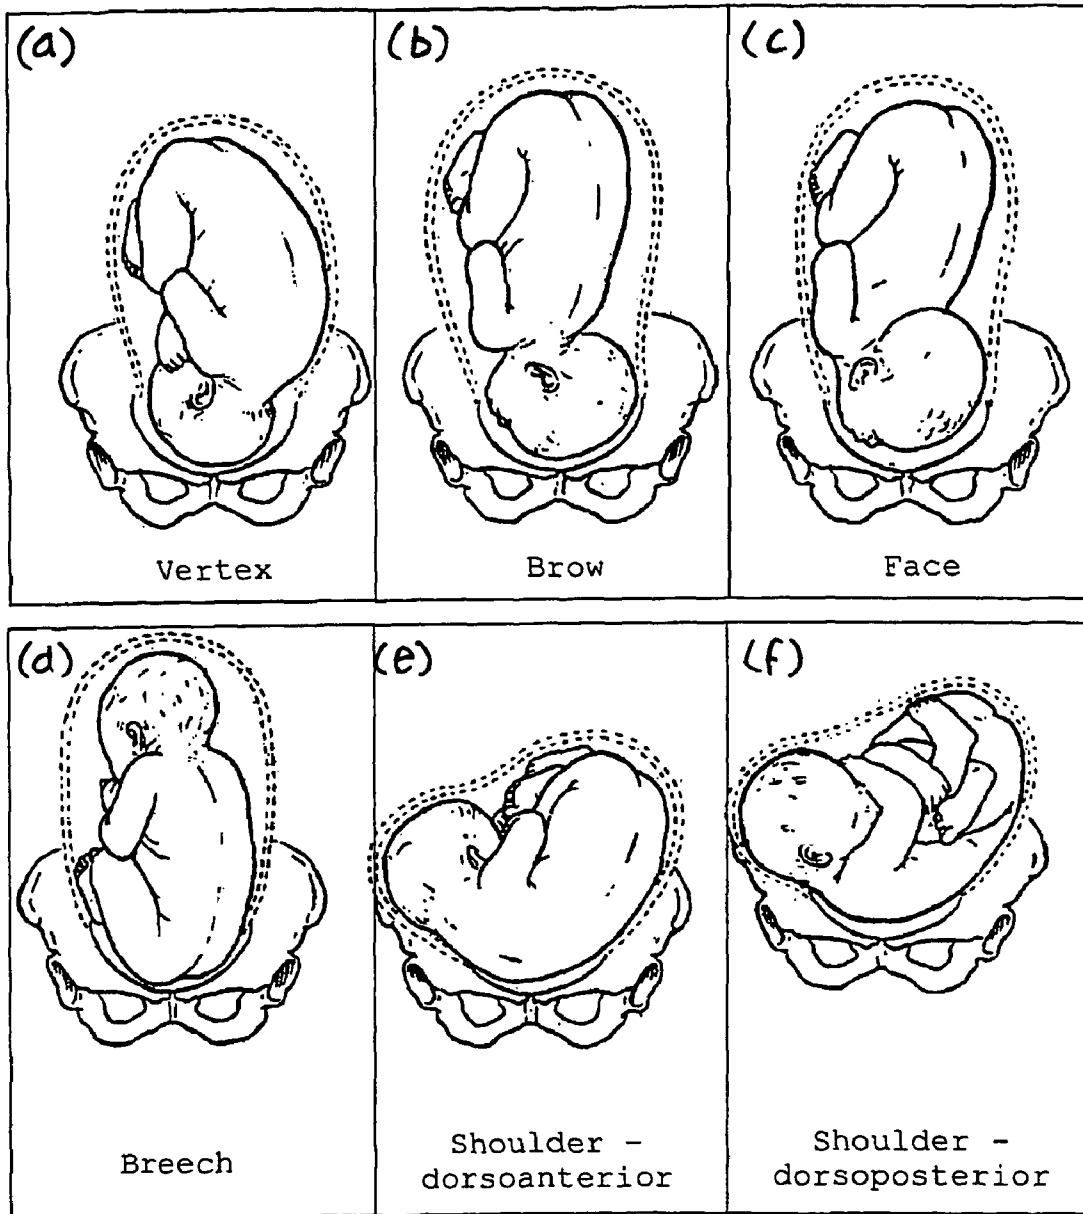 (a)
(b)
(c)
Vertex
Brow
Face
(d)
(e)
(f)
Breech
Shoulder -
dorsoanterior
Shoulder -
dorsoposterior